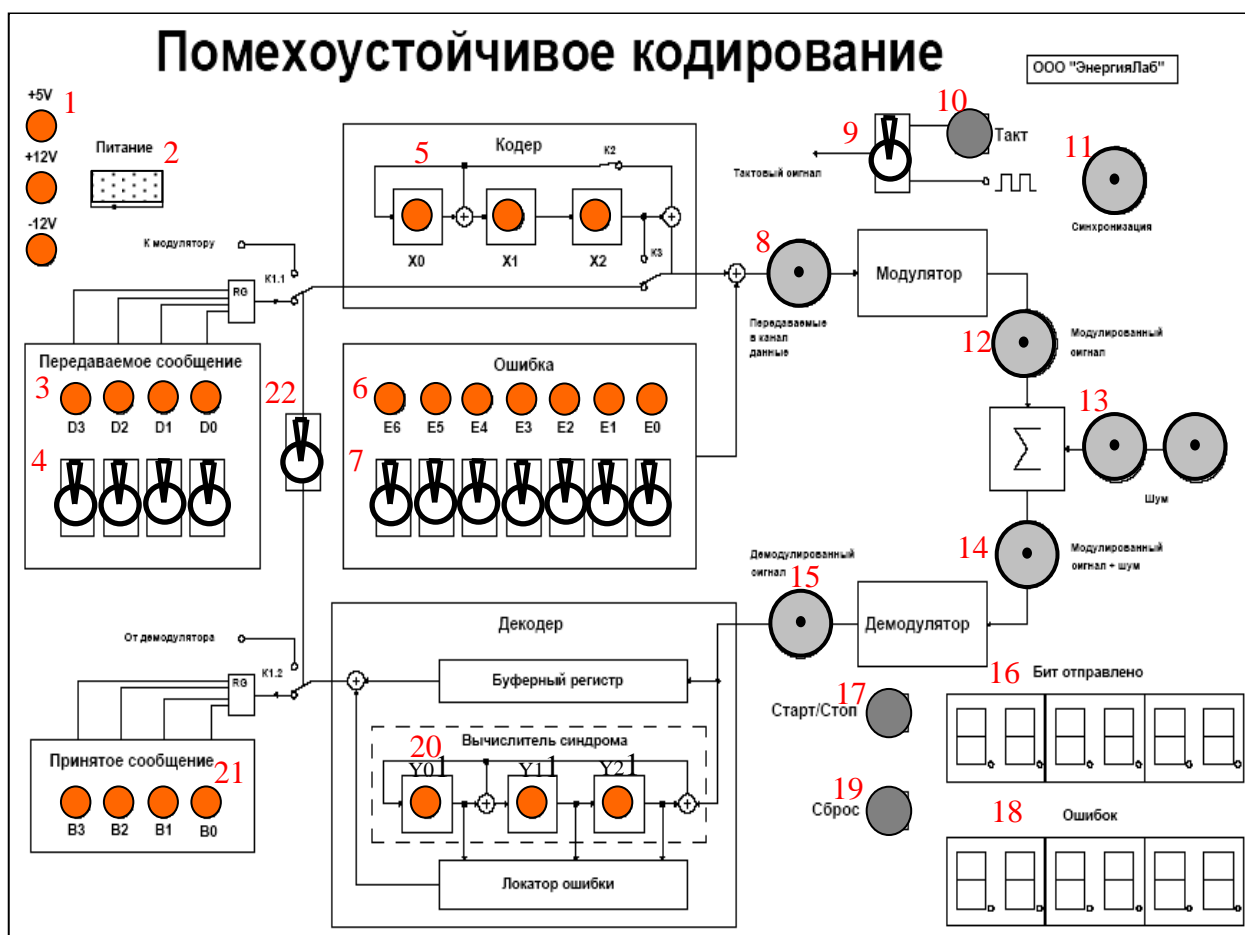 Помехоустойчивое кодирование
ООО "ЭнергияЛаб"
+5V
1
+12V
-12V
Питание
2
Кодер
5
К2
X0
X1
X2
К3
9
10
Такт
Тактовый сигнал
11
Синхронизация
К модулятору
К1.1
RG
8
Модулятор
Передаваемые
в канал
данные
12
Модулированный
сигнал
Передаваемое сообщение
3
D3
D2
D1
D0
4
22
Ошибка
6
E6
E5
E4
E3
E2
E1
E0
7
Σ
13
Шум
14
Модулированный
сигнал + шум
Демодулированный
сигнал
15
Демодулятор
От демодулятора
К1.2
RG
Декодер
Буферный регистр
Вычислитель синдрома
20
Y01
Y11
Y21
Локатор ошибки
Принятое сообщение
21
B3
B2
B1
B0
17
Старт/Стоп
16
Бит отправлено
19
Сброс
18
Ошибок